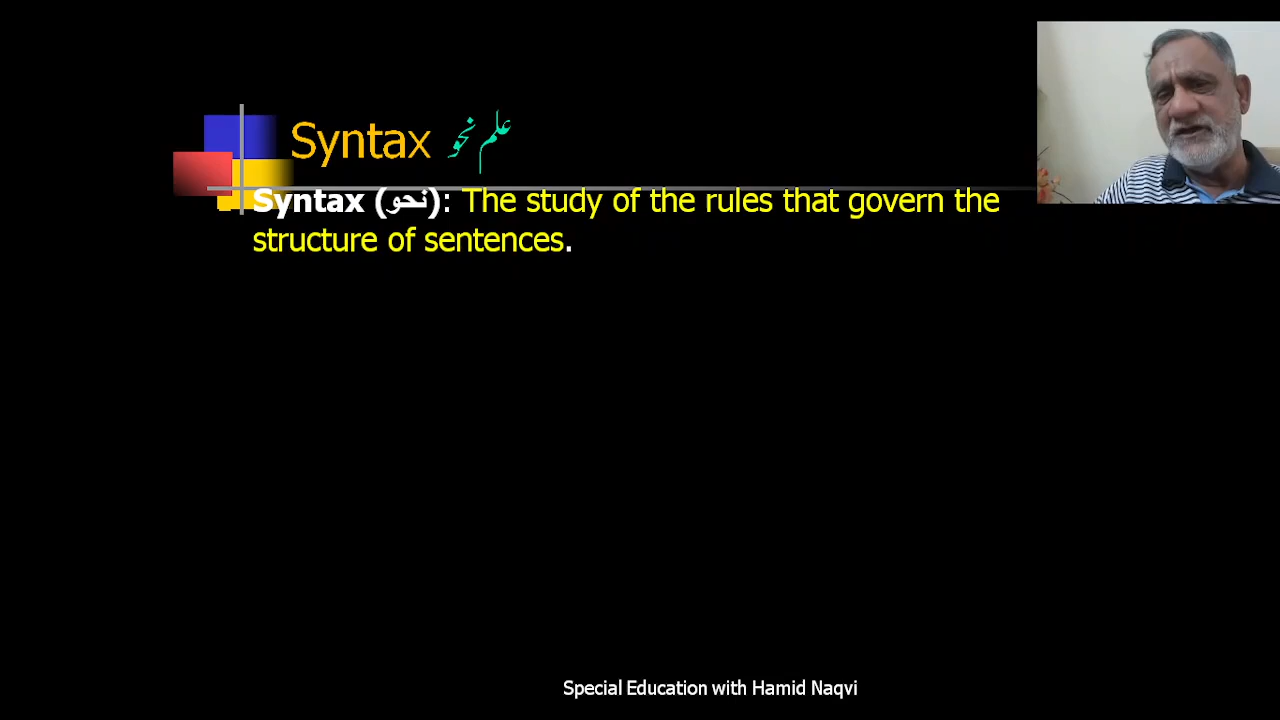 Syntax علم نحو
Syntax (نحو): The study of the rules that govern the
structure of sentences.
Special Education with Hamid Naqvi